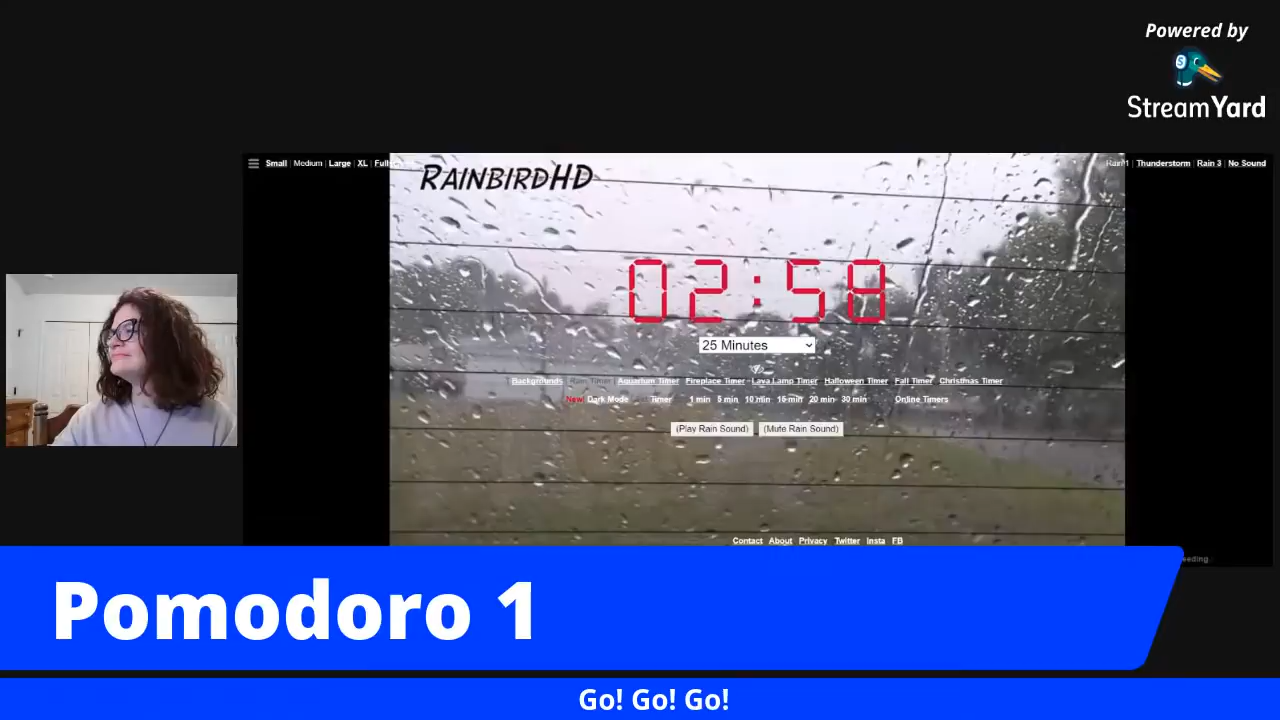 Powered by
StreamYard
Small | Medium | Large | XL | Full
Thunderstorm | Rain 3 | No Sound
RAINBIRDHD
02:58
25 Minutes
Backgrounds | Rain Timer | Aquarium Timer Fireplace Timer Lava Lamp Timer Halloween Timer Fall Timer Christmas Timer
New! Dark Mode Timer 1 min 5 min 10 min 15 min 20 min 30 min Online Timers
(Play Rain Sound) (Mute Rain Sound)
Contact About Privacy Twitter Insta FB
Pomodoro 1
Go! Go! Go!